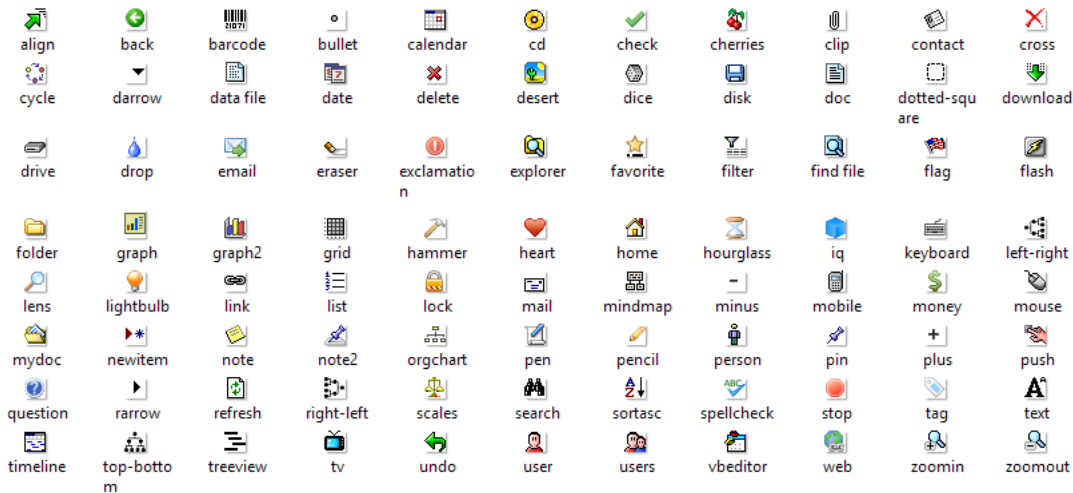 align back barcode bullet calendar cd check cherries clip contact cross
cycle darrow data file date delete desert dice disk doc dotted-squ download
are
drive drop email eraser exclamatio explorer favorite filter find file flag flash
n
folder graph graph2 grid hammer heart home hourglass iq keyboard left-right
lens lightbulb link list lock mail mindmap minus mobile money mouse
mydoc newitem note note2 orgchart pen pencil person pin plus push
question rarrow refresh right-left scales search sortasc spellcheck stop tag text
timeline top-botto treeview tv undo user users vbeditor web zoomin zoomout
m